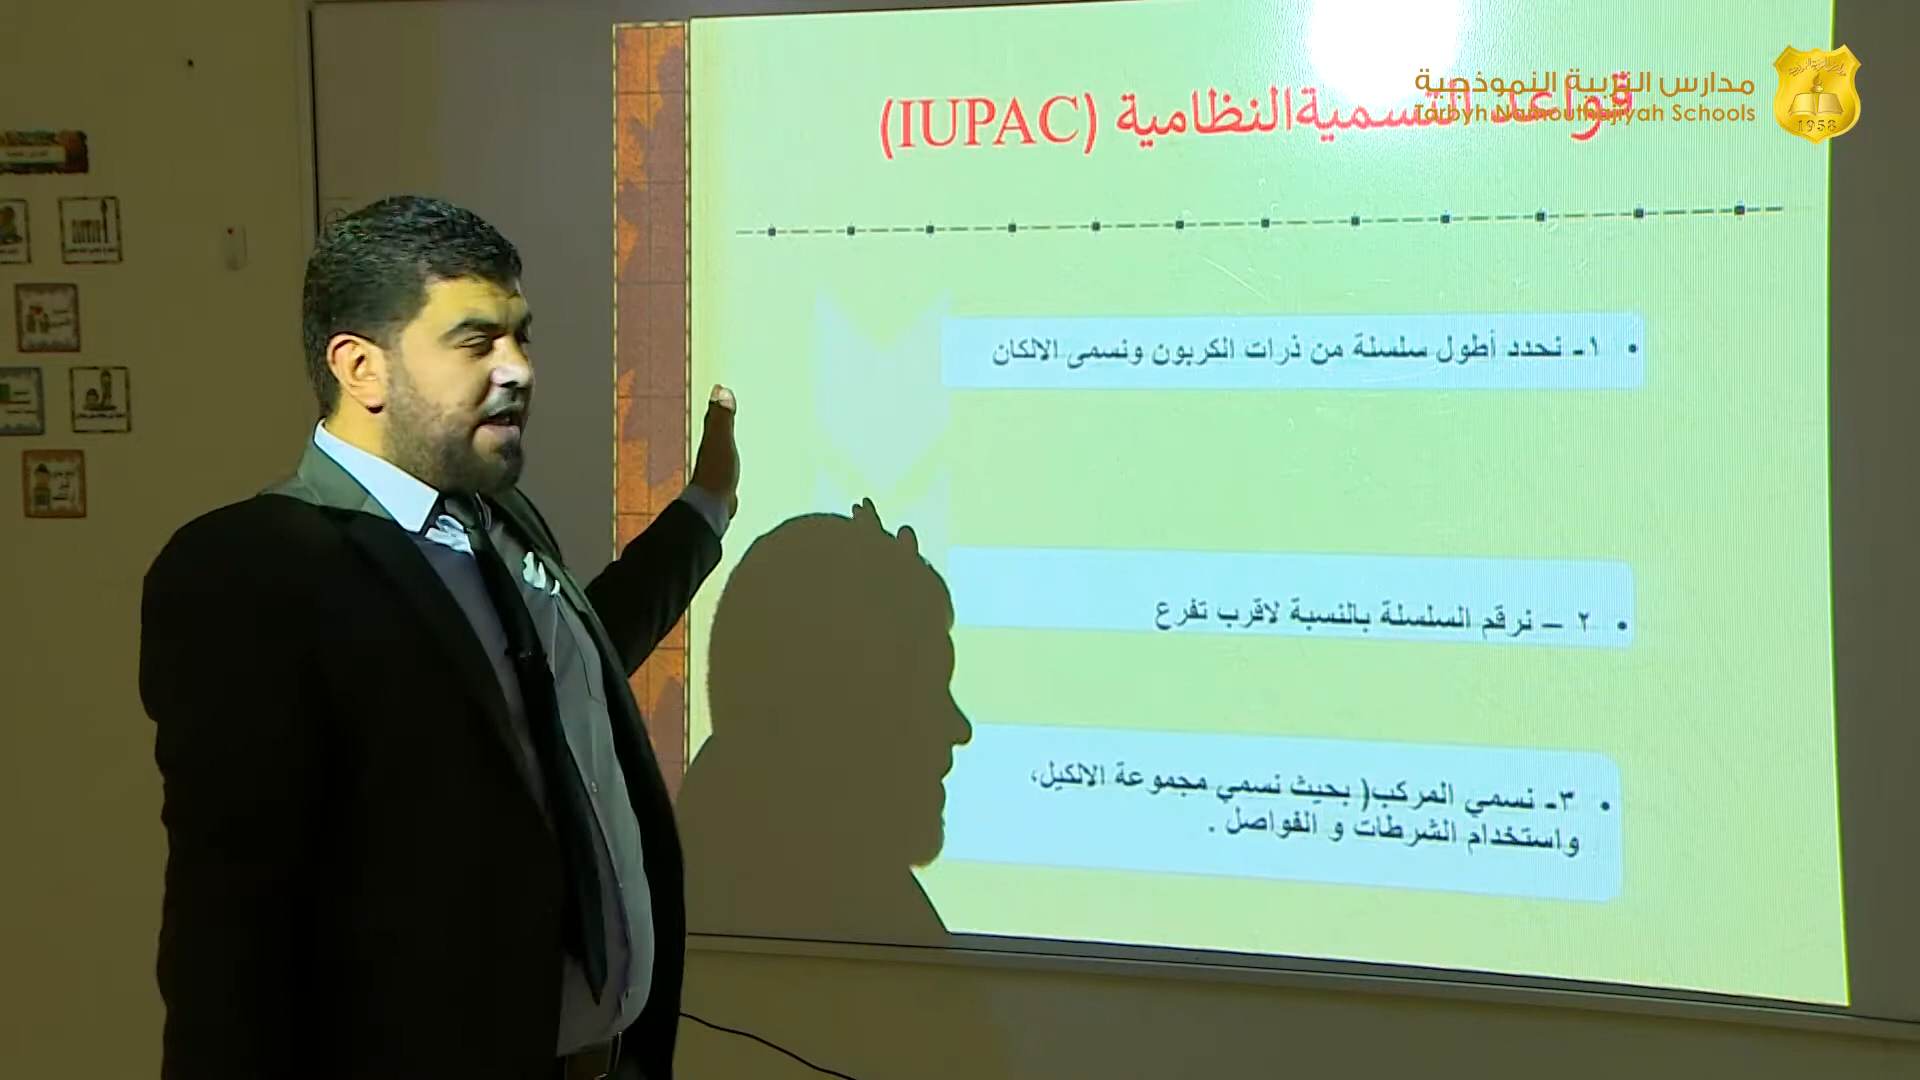 مدارس التربية النموذجية
Tarbyh Namouthajiyah Schools
1958
قواعد التسمية النظامية (IUPAC)
• ١- نحدد أطول سلسلة من ذرات الكربون ونسمى الالكان
• ٢ – نرقم السلسلة بالنسبة لاقرب تفرع
• ٣- نسمي المركب( بحيث نسمي مجموعة الالكيل،
واستخدام الشرطات و الفواصل .